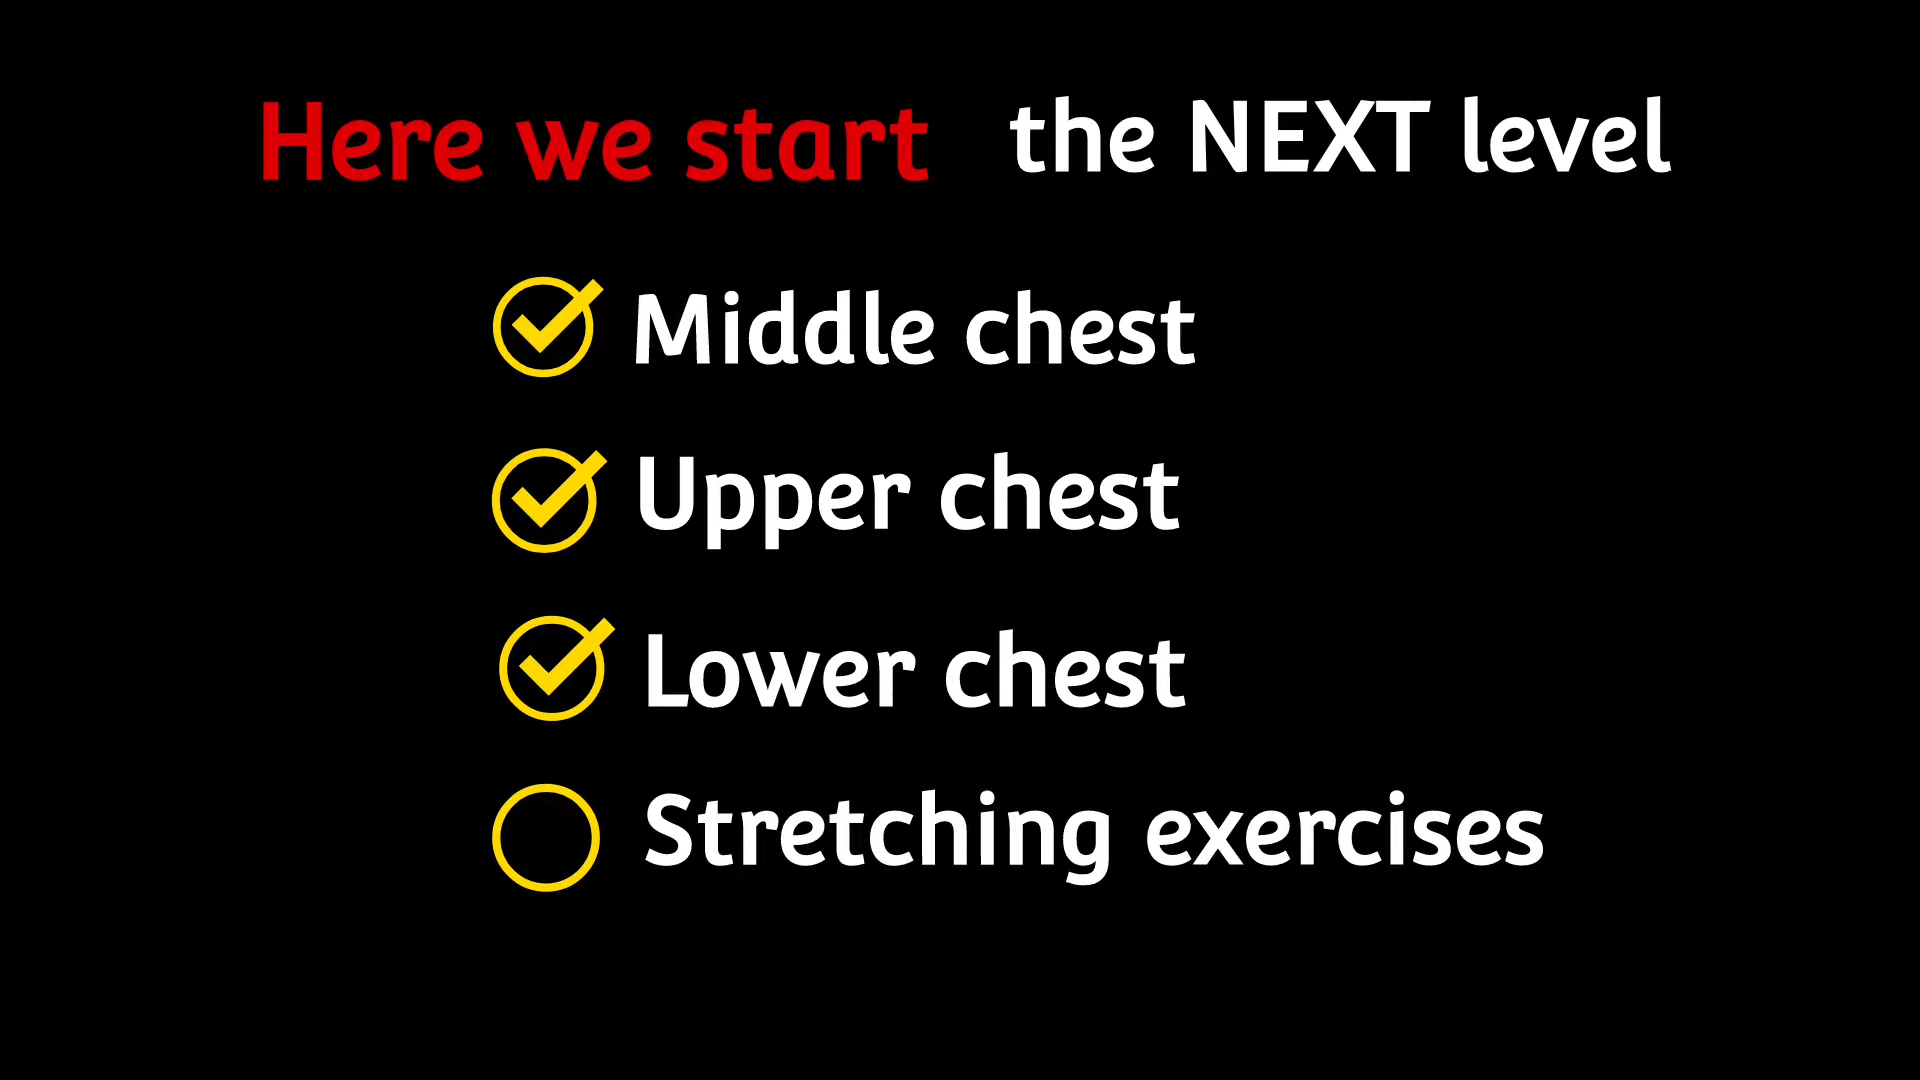 Here we start the NEXT level
Middle chest
Upper chest
Lower chest
Stretching exercises